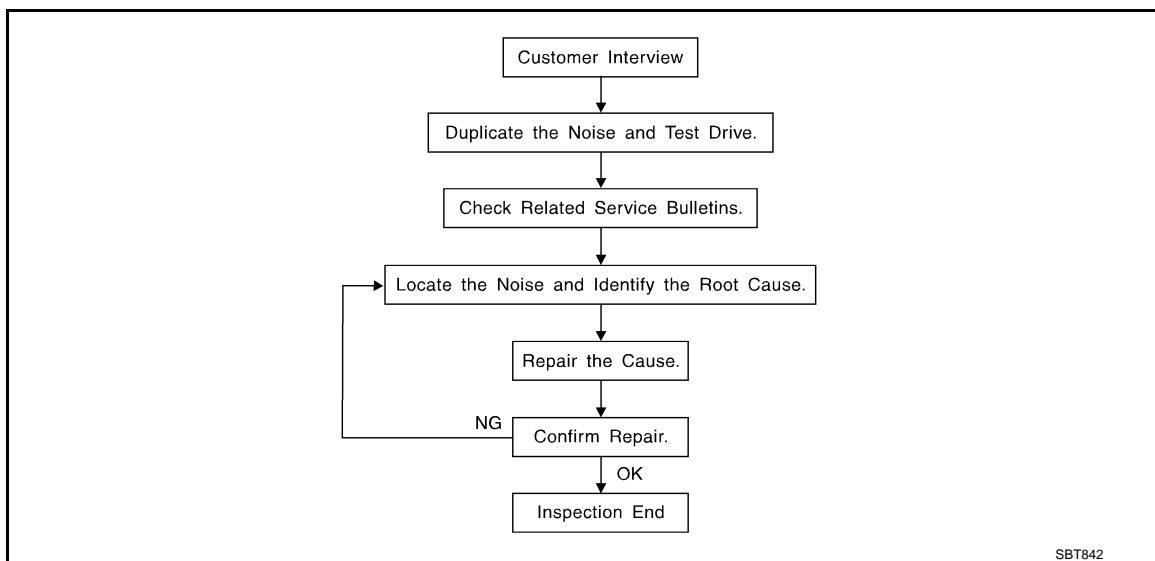 Customer Interview
Duplicate the Noise and Test Drive.
Check Related Service Bulletins.
Locate the Noise and Identify the Root Cause.
Repair the Cause.
NG
Confirm Repair.
OK
Inspection End
SBT842